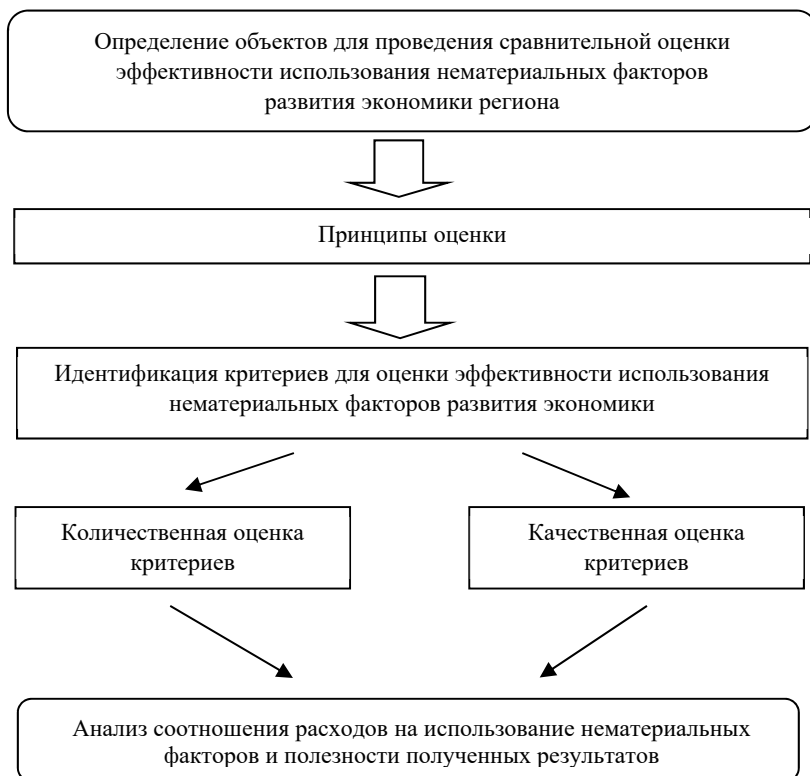 Определение объектов для проведения сравнительной оценки
эффективности использования нематериальных факторов
развития экономики региона
Принципы оценки
Идентификация критериев для оценки эффективности использования
нематериальных факторов развития экономики
Количественная оценка
критериев
Качественная оценка
критериев
Анализ соотношения расходов на использование нематериальных
факторов и полезности полученных результатов